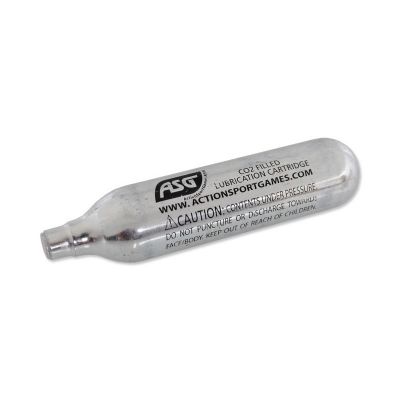 ASG
CO2 FILLED
LUBRICATION CARTRIDGE
WWW.ACTIONSPORTGAMES.COM
CAUTION: CONTENTS UNDER PRESSURE.
DO NOT PUNCTURE OR DISCHARGE TOWARDS
FACE/BODY. KEEP OUT OF REACH OF CHILDREN.